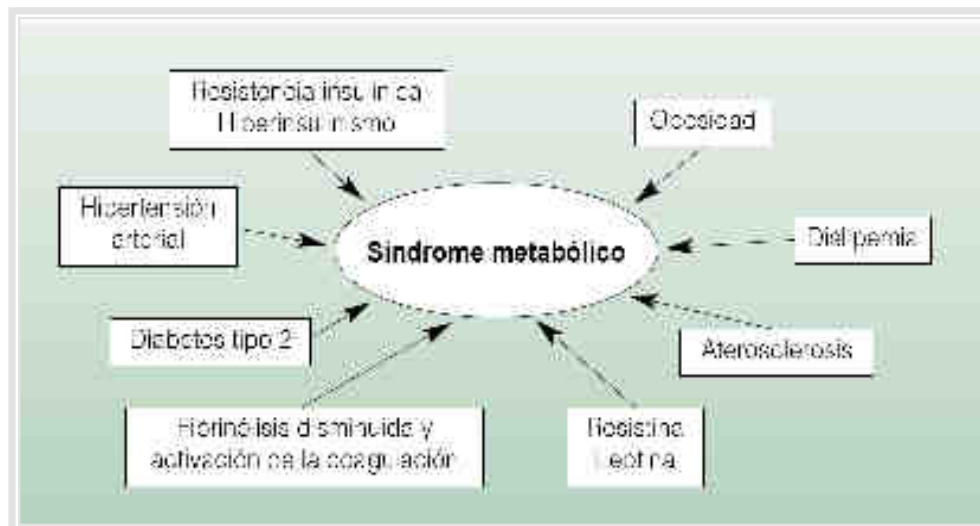 Resistencia insulínica
Hiperinsulinismo
Obesidad
Hipertensión
arterial
Síndrome metabólico
Dislipemia
Diabetes tipo 2
Aterosclerosis
Fibrinólisis disminuida y
activación de la coagulación
Resistina
Leptina